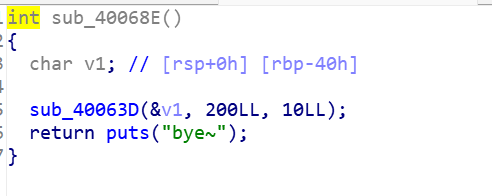 int sub_40068E()
{
char v1; // [rsp+0h] [rbp-40h]
sub_40063D(&v1, 200LL, 10LL);
return puts("bye~");
}